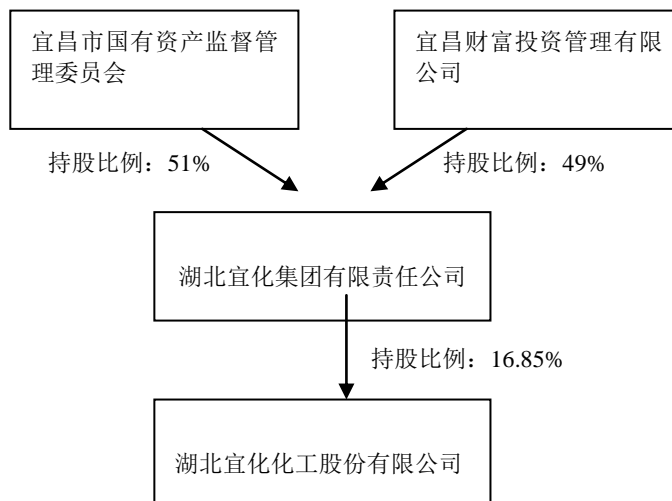 宜昌市国有资产监督管
理委员会
宜昌财富投资管理有限
公司
持股比例：51%
持股比例：49%
湖北宜化集团有限责任公司
持股比例：16.85%
湖北宜化化工股份有限公司